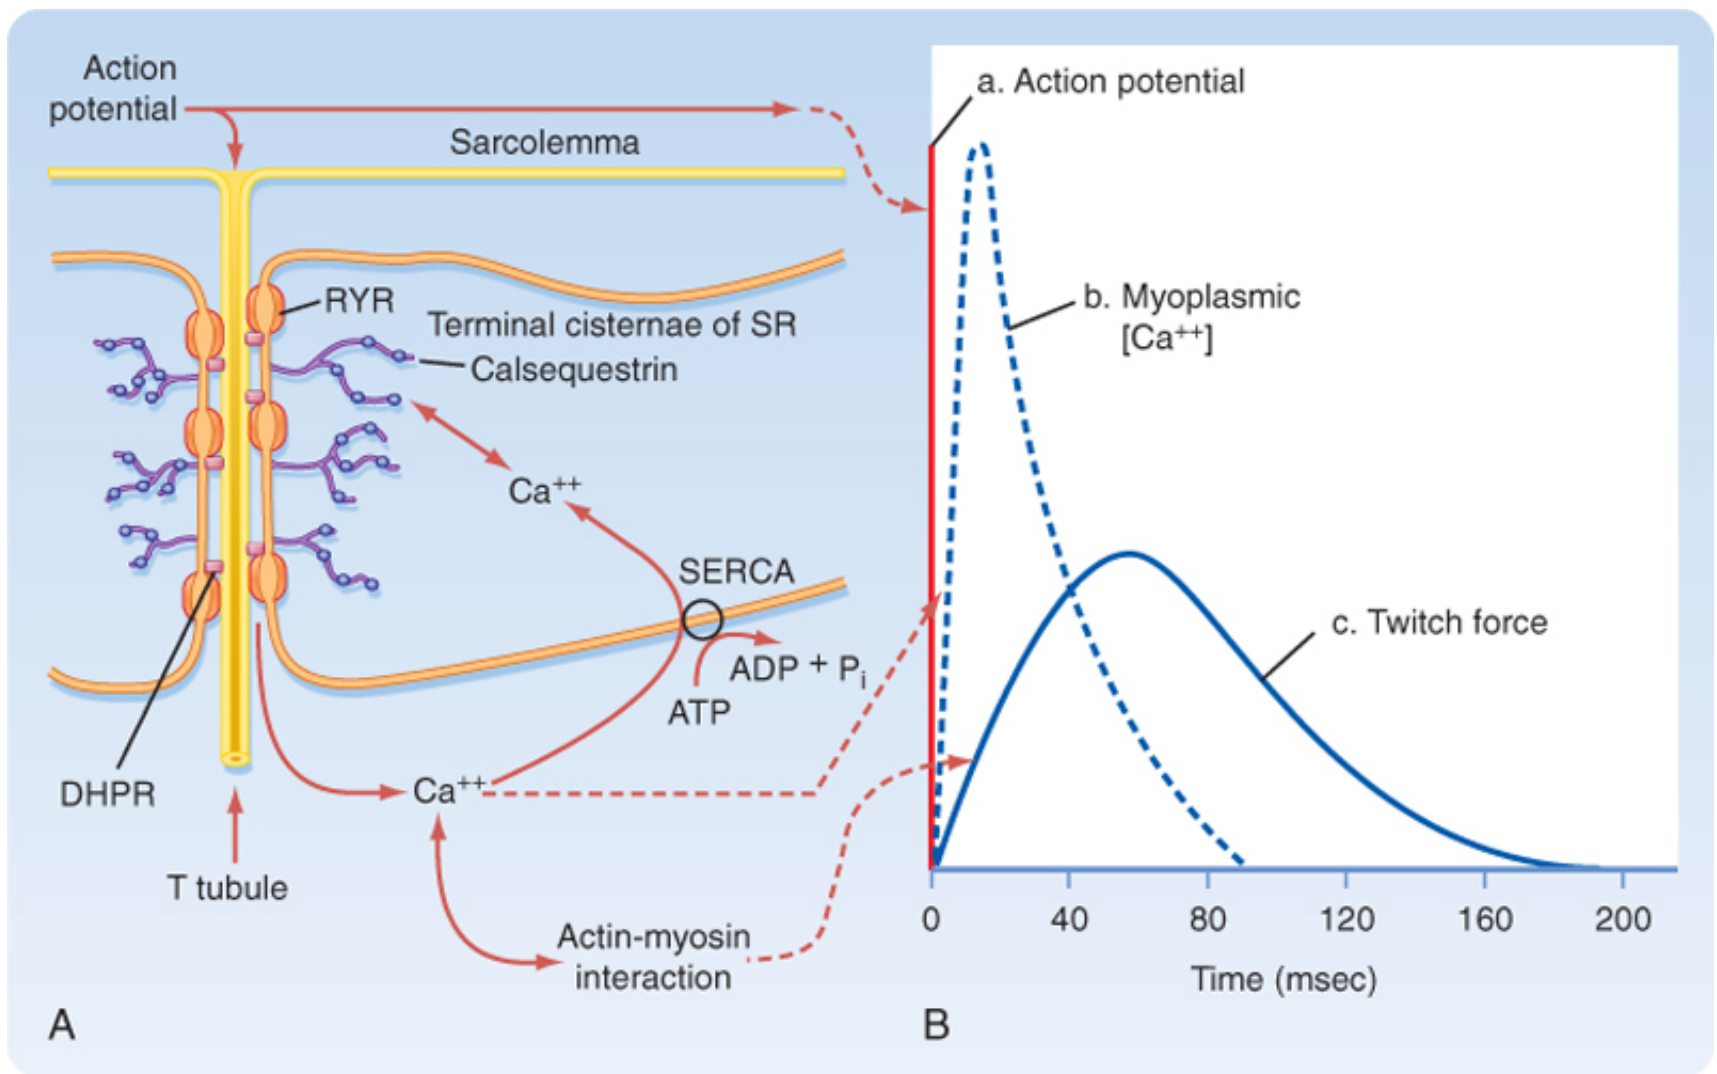 Action
potential
Sarcolemma
RYR
Terminal cisternae of SR
Calsequestrin
Ca⁺⁺
SERCA
ADP + Pᵢ
ATP
DHPR
Ca⁺⁺
T tubule
Actin-myosin
interaction
A
a. Action potential
b. Myoplasmic
[Ca⁺⁺]
c. Twitch force
0 40 80 120 160 200
Time (msec)
B